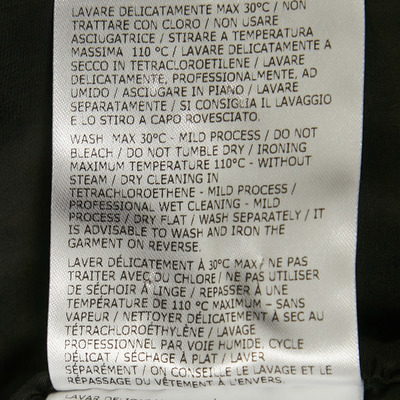 LAVARE DELICATAMENTE MAX 30°C / NON
TRATTARE CON CLORO / NON USARE
ASCIUGATRICE / STIRARE A TEMPERATURA
MASSIMA 110 °C / LAVARE DELICATAMENTE A
SECCO IN TETRACLOROETILENE / LAVARE
DELICATAMENTE, PROFESSIONALMENTE, AD
UMIDO / ASCIUGARE IN PIANO / LAVARE
SEPARATAMENTE / SI CONSIGLIA IL LAVAGGIO
E LO STIRO A CAPO ROVESCIATO.
WASH MAX 30°C - MILD PROCESS / DO NOT
BLEACH / DO NOT TUMBLE DRY / IRONING
MAXIMUM TEMPERATURE 110°C - WITHOUT
STEAM / DRY CLEANING IN
TETRACHLOROETHENE - MILD PROCESS /
PROFESSIONAL WET CLEANING - MILD
PROCESS / DRY FLAT / WASH SEPARATELY / IT
IS ADVISABLE TO WASH AND IRON THE
GARMENT ON REVERSE.
LAVER DÉLICATEMENT À 30°C MAX / NE PAS
TRAITER AVEC DU CHLORE / NE PAS UTILISER
DE SÉCHOIR À LINGE / REPASSER À UNE
TEMPÉRATURE DE 110 °C MAXIMUM – SANS
VAPEUR / NETTOYER DÉLICATEMENT À SEC AU
TÉTRACHLOROÉTHYLÈNE / LAVAGE
PROFESSIONNEL PAR VOIE HUMIDE, CYCLE
DÉLICAT / SÉCHAGE À PLAT / LAVER
SÉPARÉMENT / ON CONSEILLE LE LAVAGE ET LE
RÉPASSAGE DU VÊTEMENT À L'ENVERS.